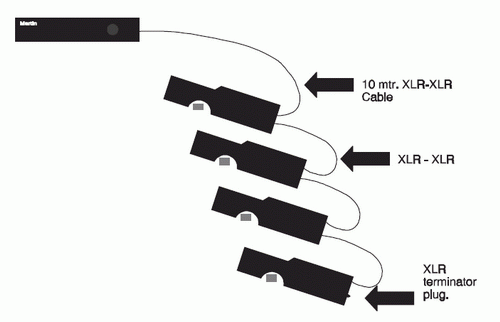 Martin
10 mtr. XLR-XLR
Cable
XLR - XLR
XLR
terminator
plug.